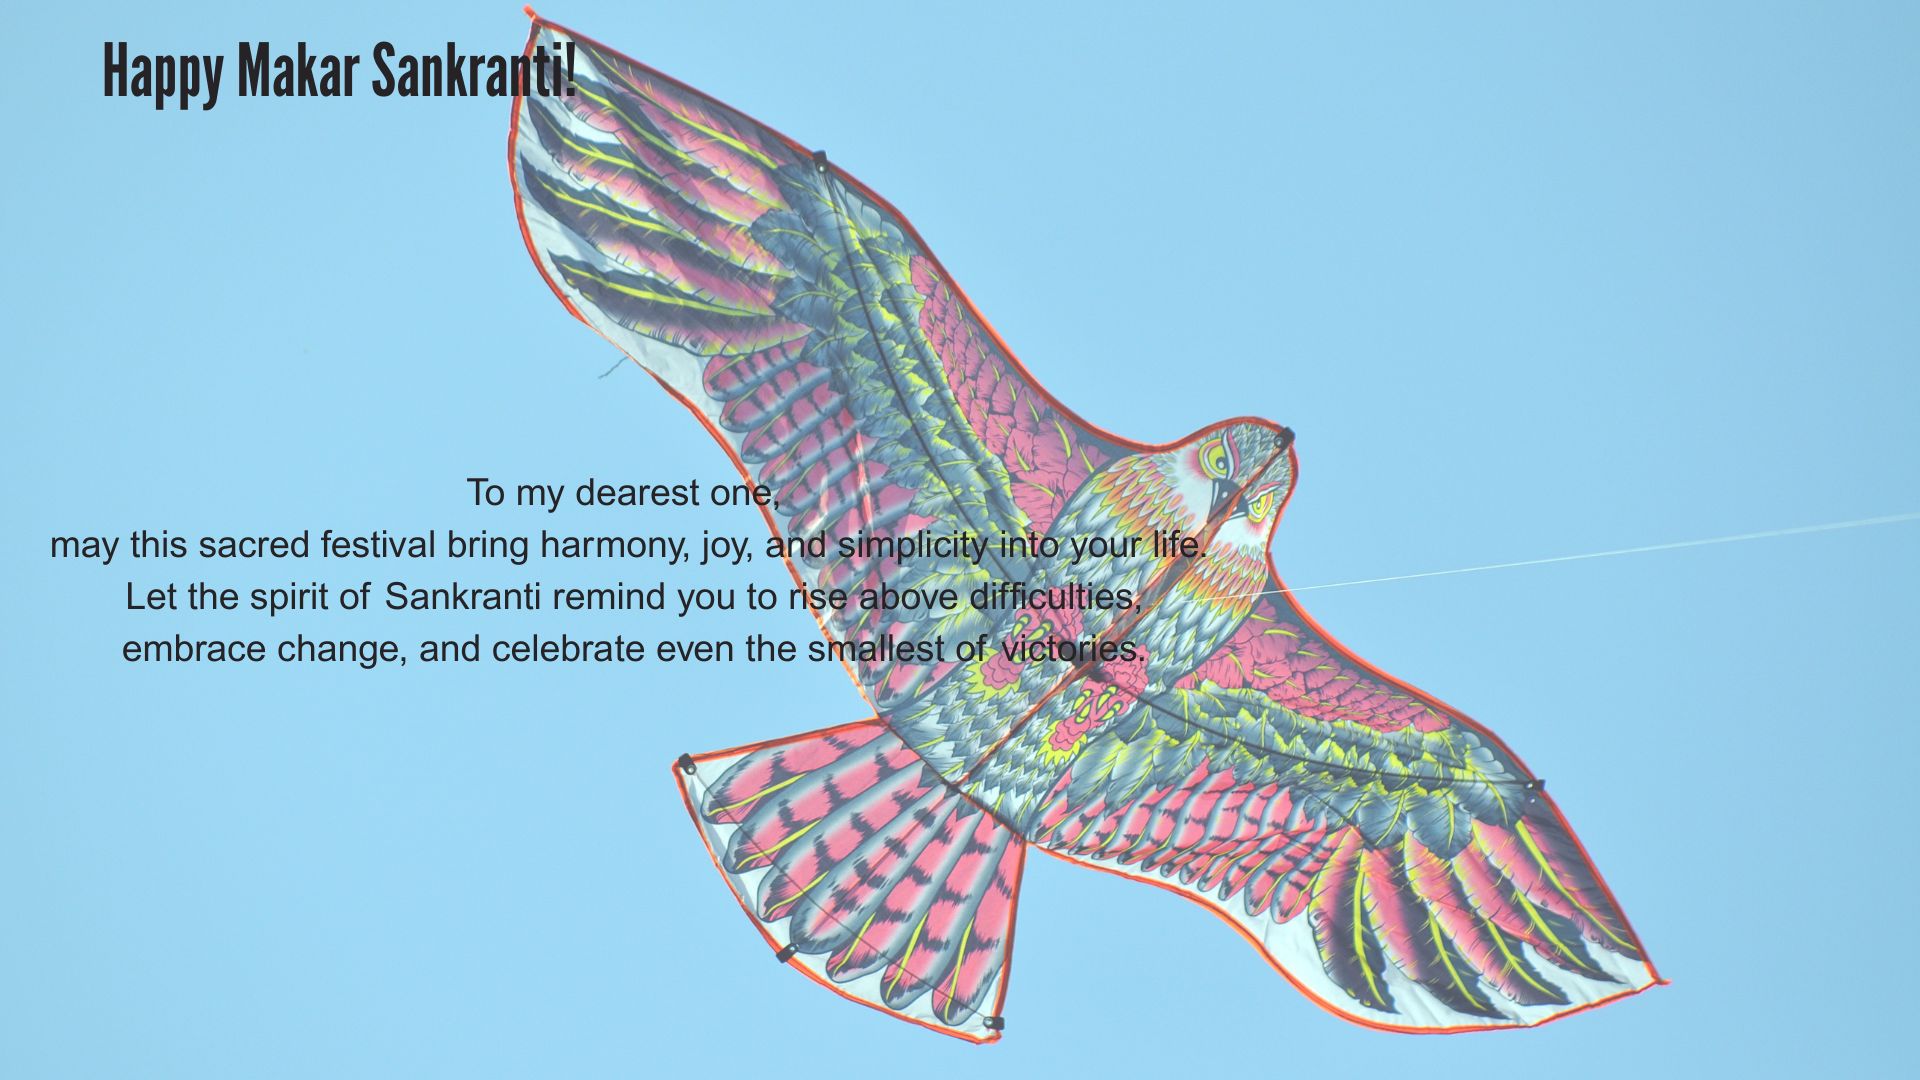 Happy Makar Sankranti!
To my dearest one,
may this sacred festival bring harmony, joy, and simplicity into your life.
Let the spirit of Sankranti remind you to rise above difficulties,
embrace change, and celebrate even the smallest of victories.